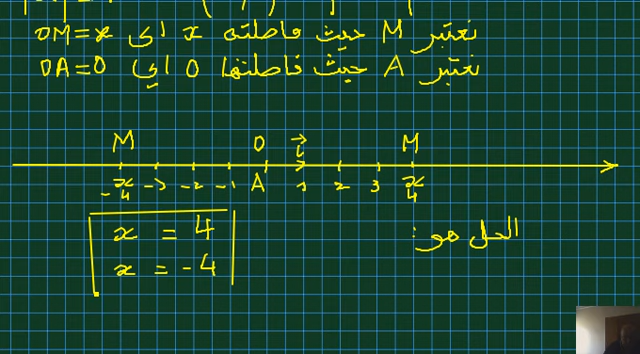 نعتبر M حيث فاصلته x اي OM=x
نعتبر A حيث فاصلتها 0 اي OA=0
M O i M
-4 -3 -2 -1 A 1 2 3 4
x x
الحل هو:
x = 4
x = -4